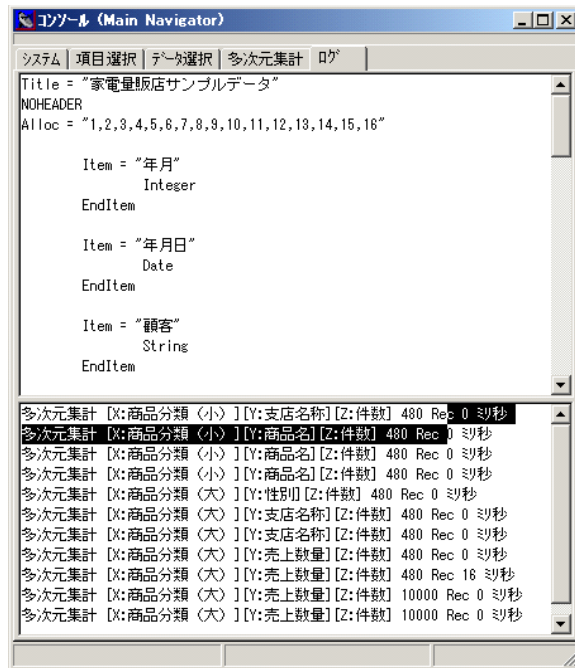 コンソール (Main Navigator)
システム 項目選択 データ選択 多次元集計 ログ
Title = "家電量販店サンプルデータ"
NOHEADER
Alloc = "1,2,3,4,5,6,7,8,9,10,11,12,13,14,15,16"
Item = "年月"
Integer
EndItem
Item = "年月日"
Date
EndItem
Item = "顧客"
String
EndItem
多次元集計 [X:商品分類（小）][Y:支店名称][Z:件数] 480 Rec 0 ミリ秒
多次元集計 [X:商品分類（小）][Y:商品名][Z:件数] 480 Rec 0 ミリ秒
多次元集計 [X:商品分類（小）][Y:商品名][Z:件数] 480 Rec 0 ミリ秒
多次元集計 [X:商品分類（小）][Y:商品名][Z:件数] 480 Rec 0 ミリ秒
多次元集計 [X:商品分類（大）][Y:性別][Z:件数] 480 Rec 0 ミリ秒
多次元集計 [X:商品分類（大）][Y:支店名称][Z:件数] 480 Rec 0 ミリ秒
多次元集計 [X:商品分類（大）][Y:支店名称][Z:件数] 480 Rec 0 ミリ秒
多次元集計 [X:商品分類（大）][Y:売上数量][Z:件数] 480 Rec 0 ミリ秒
多次元集計 [X:商品分類（大）][Y:売上数量][Z:件数] 480 Rec 16 ミリ秒
多次元集計 [X:商品分類（大）][Y:売上数量][Z:件数] 10000 Rec 0 ミリ秒
多次元集計 [X:商品分類（大）][Y:売上数量][Z:件数] 10000 Rec 0 ミリ秒